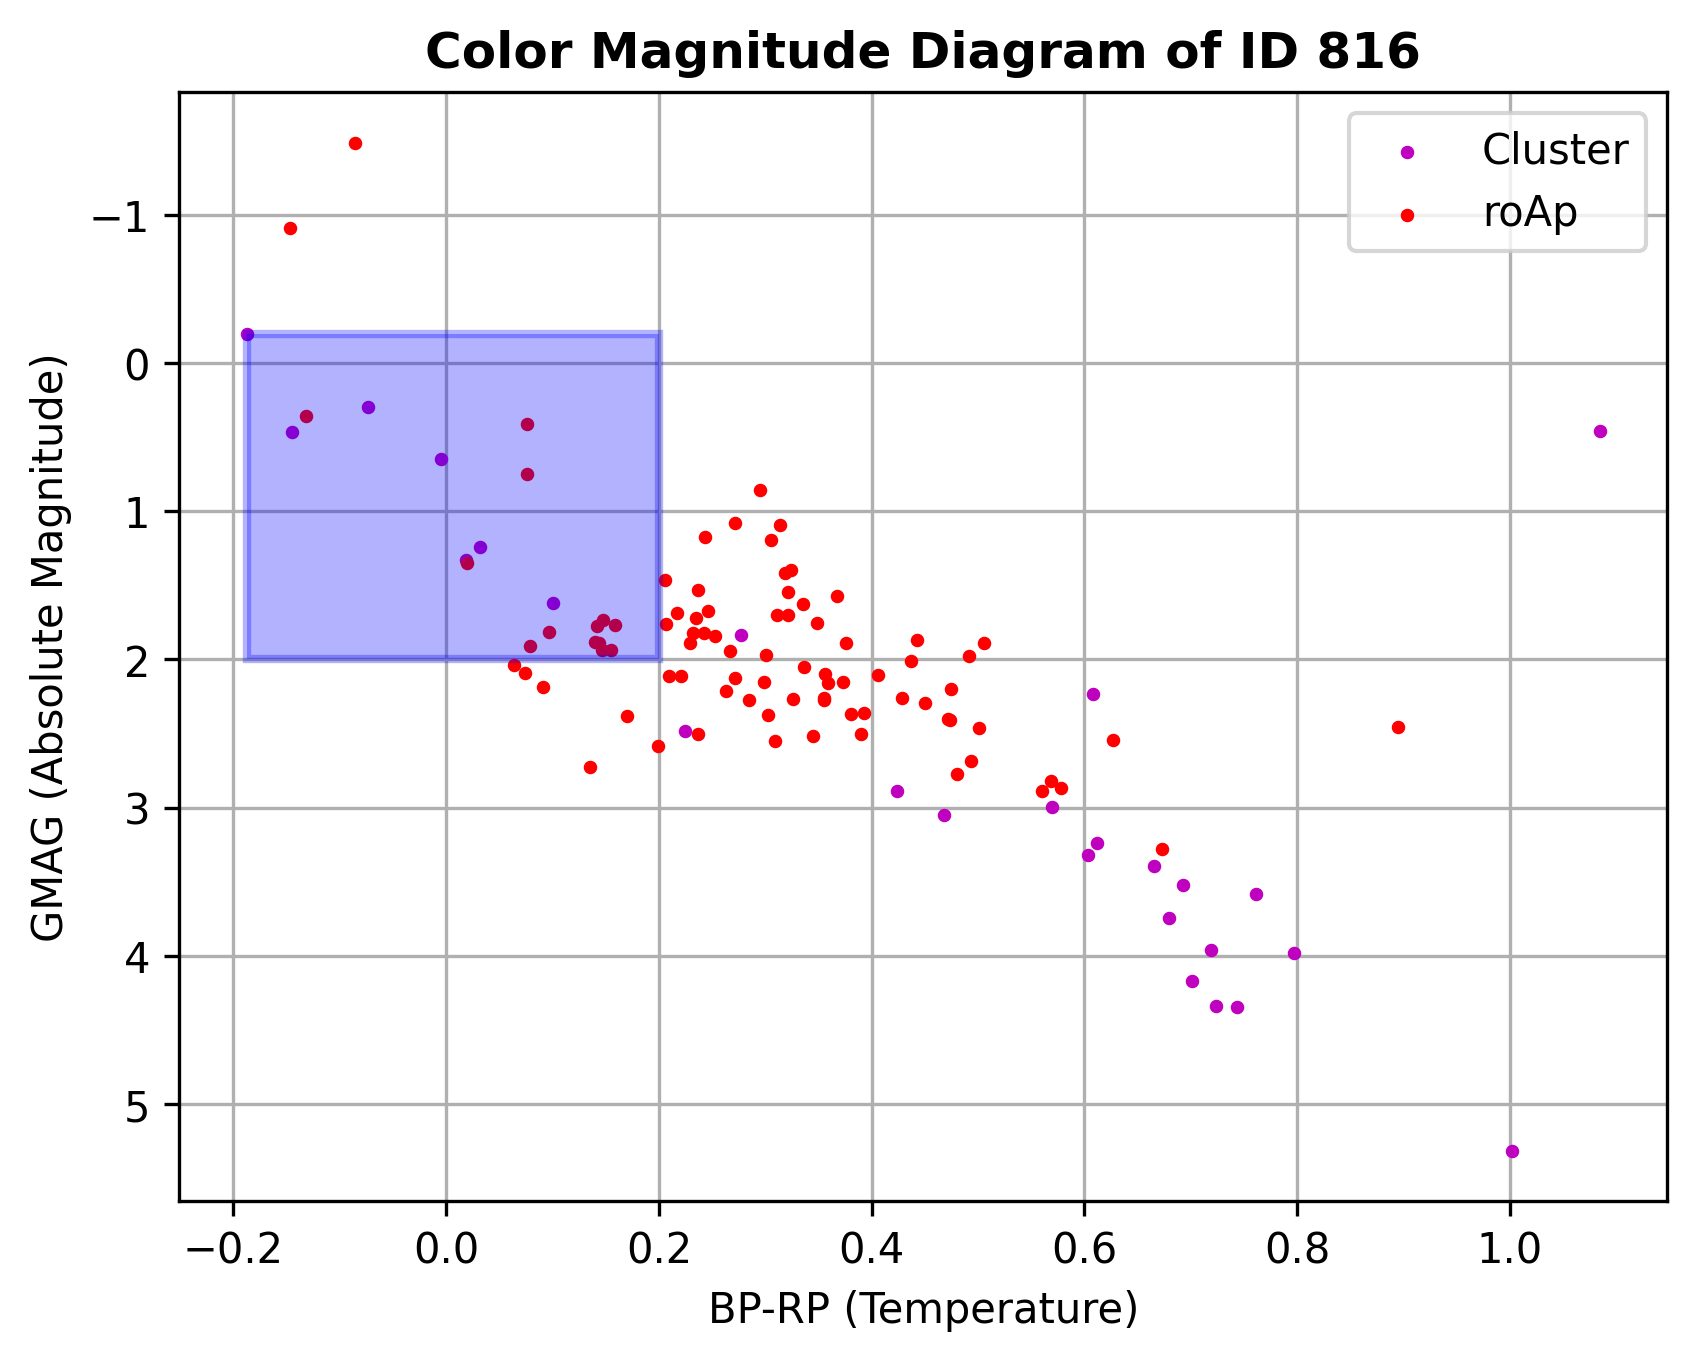 Color Magnitude Diagram of ID 816
Cluster
roAp
−1
0
1
2
3
4
5
GMAG (Absolute Magnitude)
−0.2 0.0 0.2 0.4 0.6 0.8 1.0
BP-RP (Temperature)